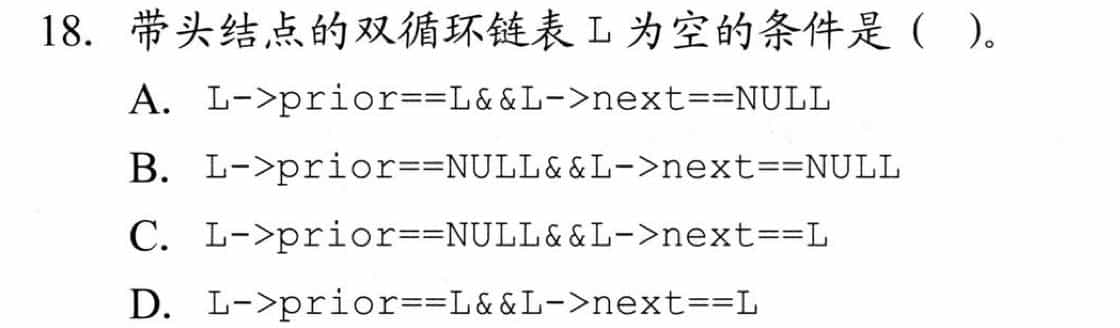 18. 带头结点的双循环链表 L 为空的条件是 ( )。
A. L->prior==L&&L->next==NULL
B. L->prior==NULL&&L->next==NULL
C. L->prior==NULL&&L->next==L
D. L->prior==L&&L->next==L